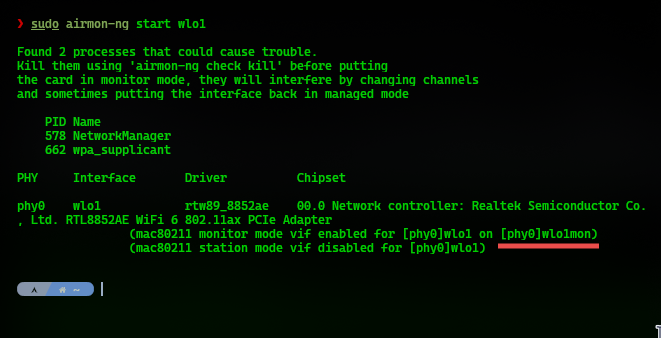 ❯ sudo airmon-ng start wlo1
Found 2 processes that could cause trouble.
Kill them using 'airmon-ng check kill' before putting
the card in monitor mode, they will interfere by changing channels
and sometimes putting the interface back in managed mode
PID Name
578 NetworkManager
662 wpa_supplicant
PHY Interface Driver Chipset
phy0 wlo1 rtw89_8852ae 00.0 Network controller: Realtek Semiconductor Co.
, Ltd. RTL8852AE WiFi 6 802.11ax PCIe Adapter
(mac80211 monitor mode vif enabled for [phy0]wlo1 on [phy0]wlo1mon)
(mac80211 station mode vif disabled for [phy0]wlo1)
~